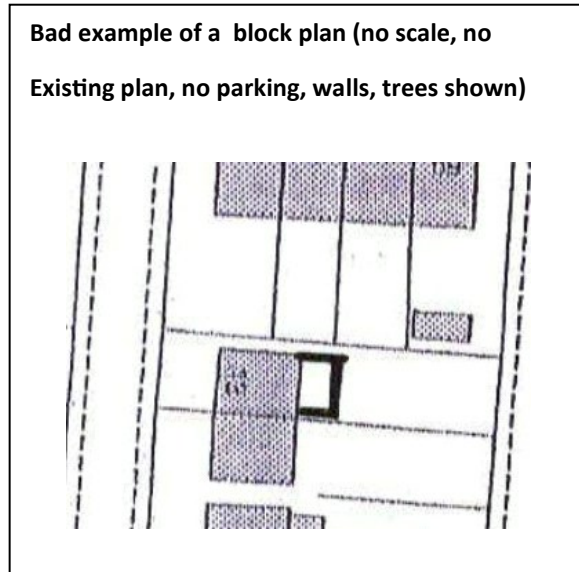 Bad example of a block plan (no scale, no
Existing plan, no parking, walls, trees shown)